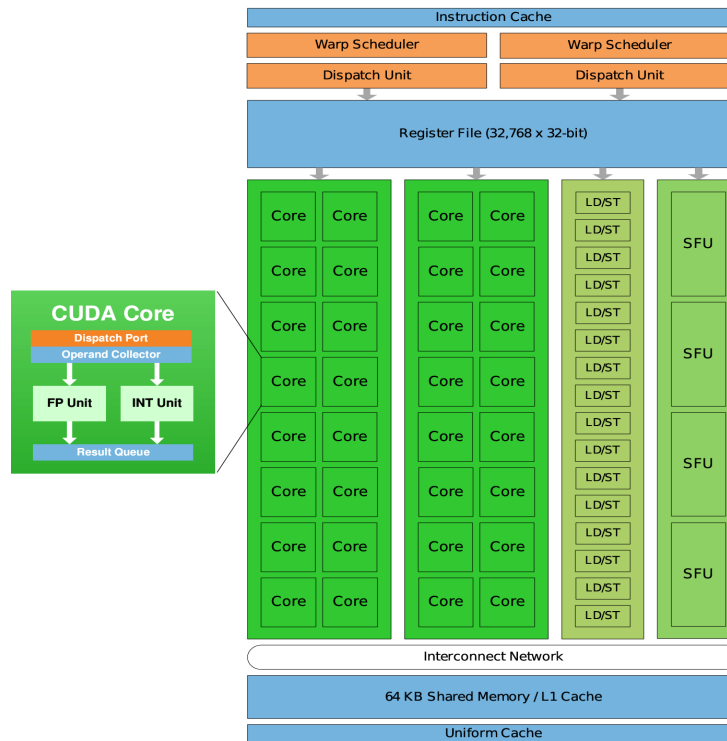 Instruction Cache
Warp Scheduler Warp Scheduler
Dispatch Unit Dispatch Unit
Register File (32,768 x 32-bit)
Core Core Core Core LD/ST
LD/ST
SFU
Core Core Core Core LD/ST
LD/ST
Core Core Core Core LD/ST
LD/ST
SFU
Core Core Core Core LD/ST
LD/ST
Core Core Core Core LD/ST
LD/ST
SFU
Core Core Core Core LD/ST
LD/ST
Core Core Core Core LD/ST
LD/ST
SFU
Core Core Core Core LD/ST
LD/ST
CUDA Core
Dispatch Port
Operand Collector
FP Unit INT Unit
Result Queue
Interconnect Network
64 KB Shared Memory / L1 Cache
Uniform Cache